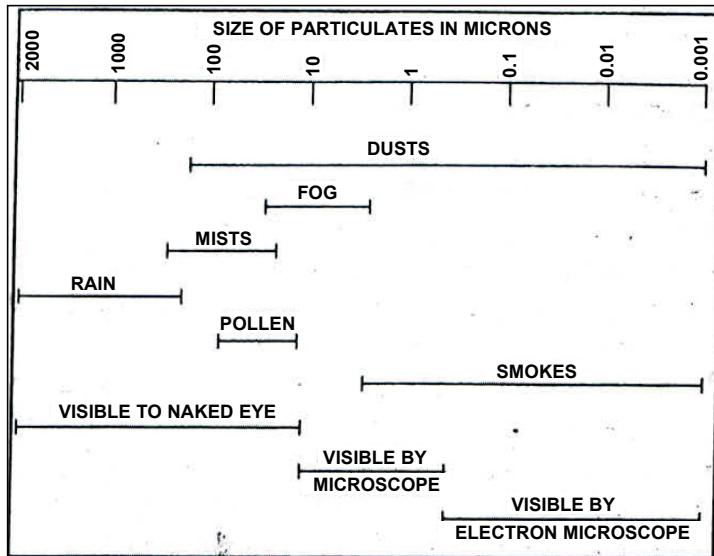 SIZE OF PARTICULATES IN MICRONS
2000 1000 100 10 1 0.1 0.01 0.001
DUSTS
FOG
MISTS
RAIN
POLLEN
SMOKES
VISIBLE TO NAKED EYE
VISIBLE BY
MICROSCOPE
VISIBLE BY
ELECTRON MICROSCOPE